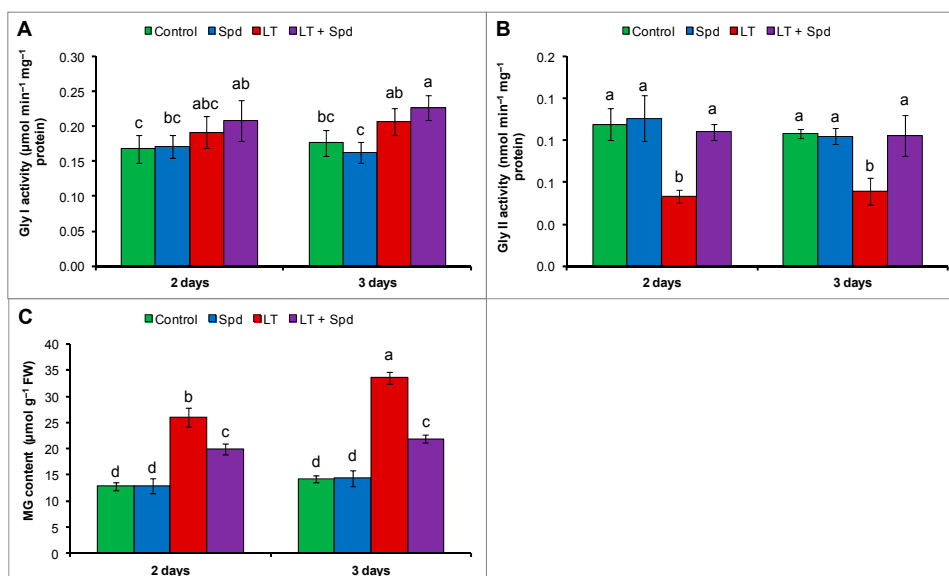 A
Control Spd LT LT + Spd
Gly I activity (µmol min⁻¹ mg⁻¹
protein)
0.30
0.25
0.20
0.15
0.10
0.05
0.00
c bc abc ab bc c ab a
2 days 3 days
B
Control Spd LT LT + Spd
Gly II activity (nmol min⁻¹ mg⁻¹
protein)
0.2
0.1
0.1
0.1
0.0
0.0
a a b a a a b a
2 days 3 days
C
Control Spd LT LT + Spd
MG content (µmol g⁻¹ FW)
40
35
30
25
20
15
10
5
0
d d b c d d a c
2 days 3 days